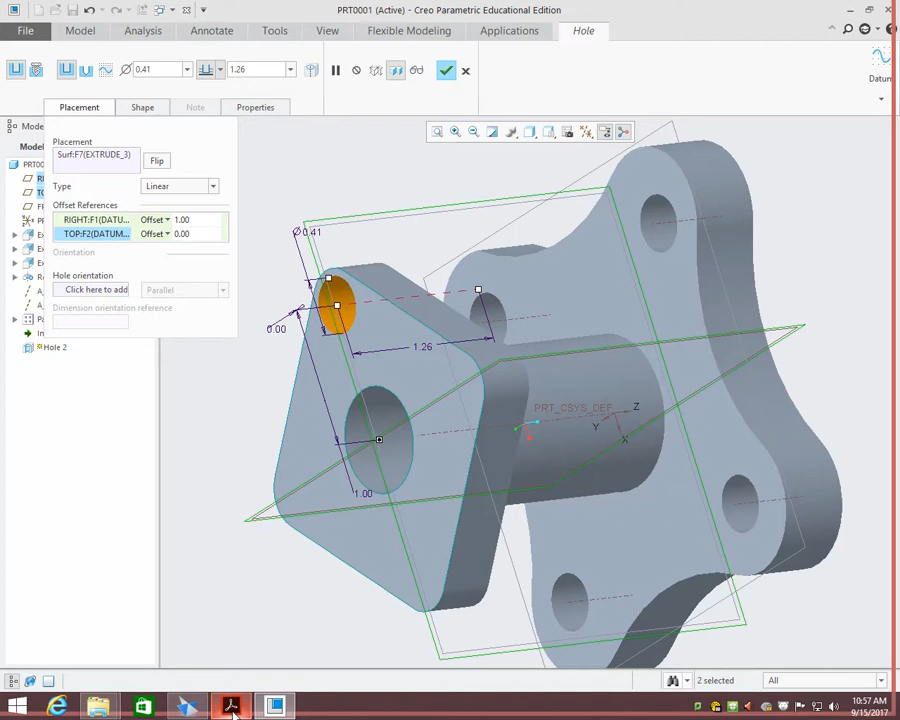 PRT0001 (Active) - Creo Parametric Educational Edition
File Model Analysis Annotate Tools View Flexible Modeling Applications Hole
0.41 1.26 Datum
Placement Shape Note Properties
Placement
Surf:F7(EXTRUDE_3)
Flip
Type Linear
Offset References
RIGHT:F1(DATU... Offset 1.00
TOP:F2(DATUM... Offset 0.00
Orientation
Hole orientation
Click here to add Parallel
Dimension orientation reference
Hole 2
Ø0.41
0.00
1.26
1.00
PRT_CSYS_DEF
Z
Y
X
2 selected All
10:57 AM
9/15/2017